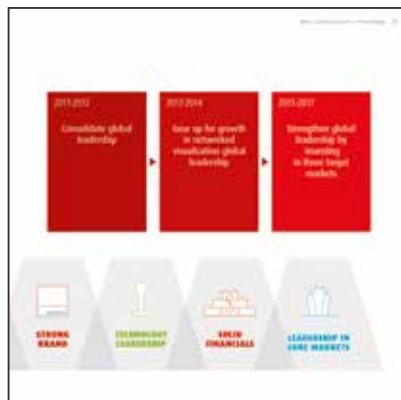 2011-2012
Consolidate global
leadership
2013-2014
Gear up for growth
in networked
visualization global
leadership
2015-2017
Strengthen global
leadership by
investing
in three target
markets
STRONG
BRAND
TECHNOLOGY
LEADERSHIP
SOLID
FINANCIALS
LEADERSHIP IN
CORE MARKETS